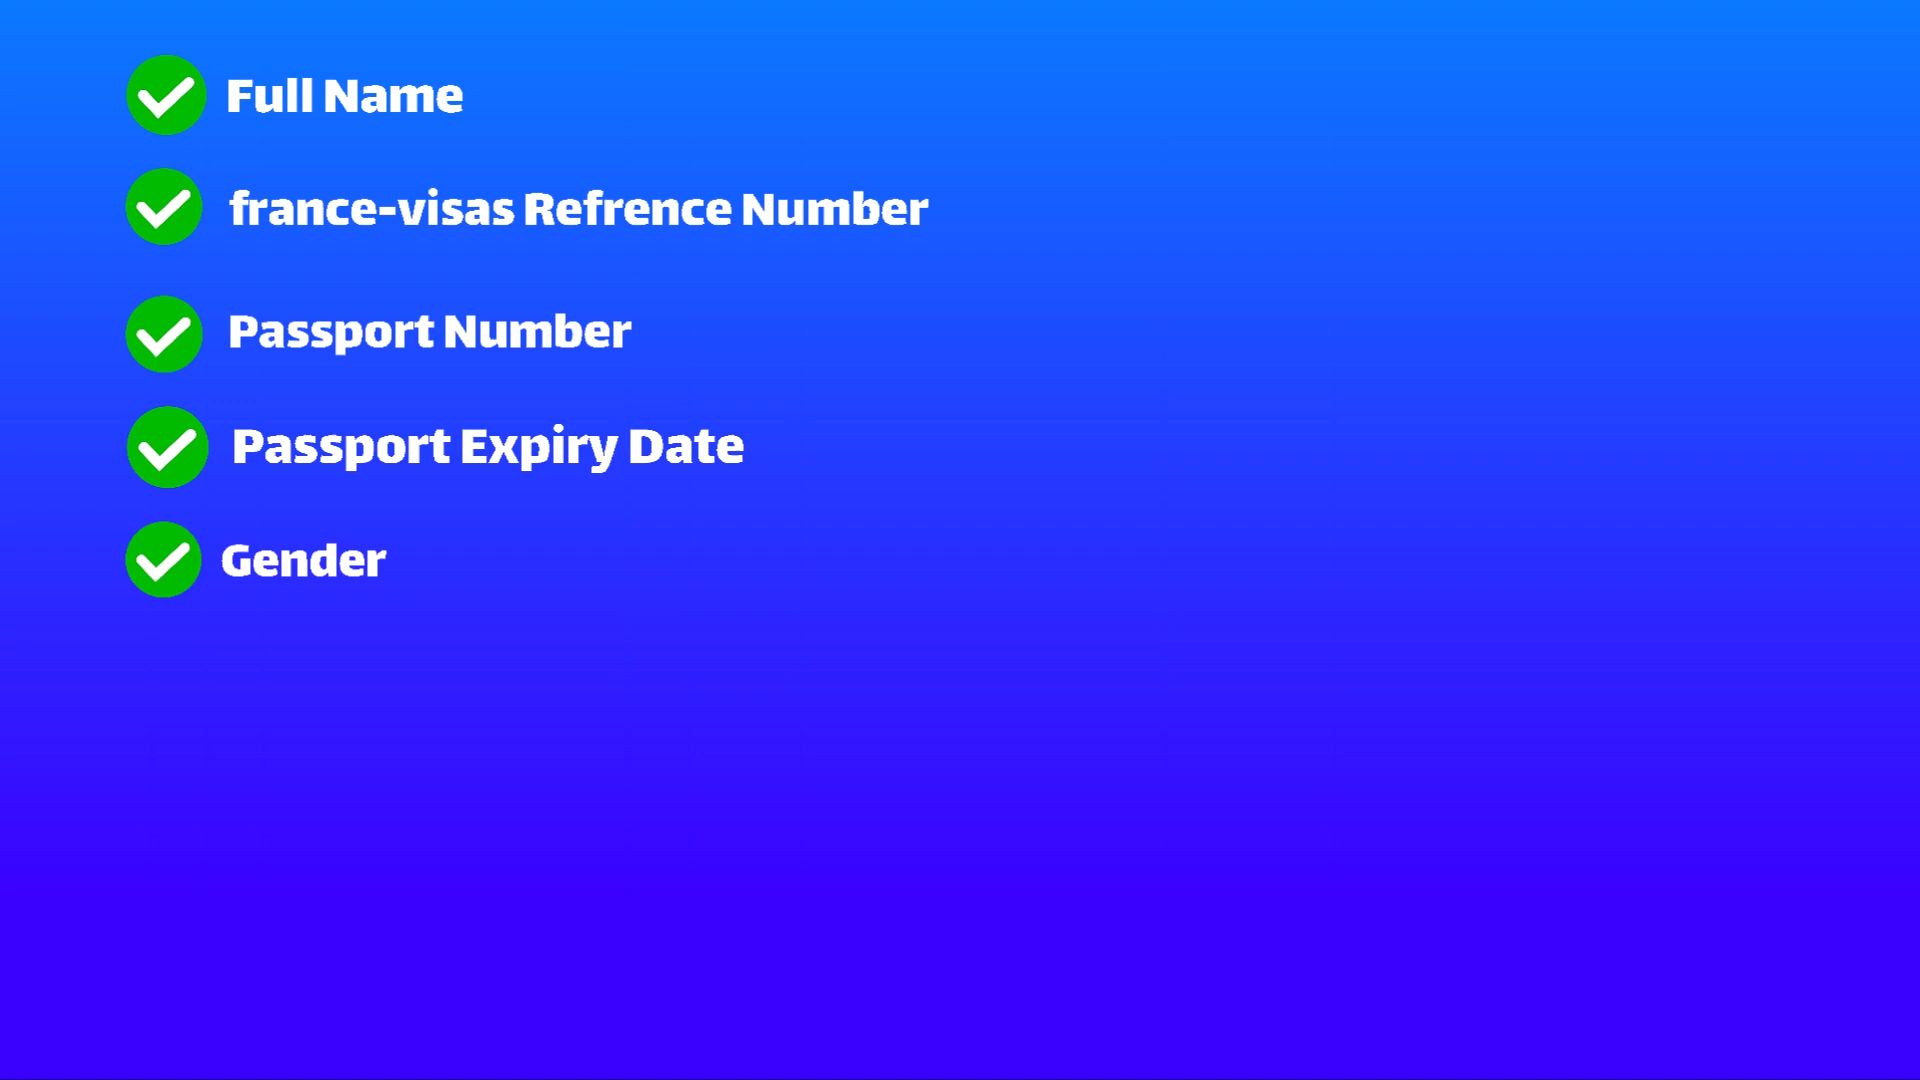 Full Name
france-visas Refrence Number
Passport Number
Passport Expiry Date
Gender